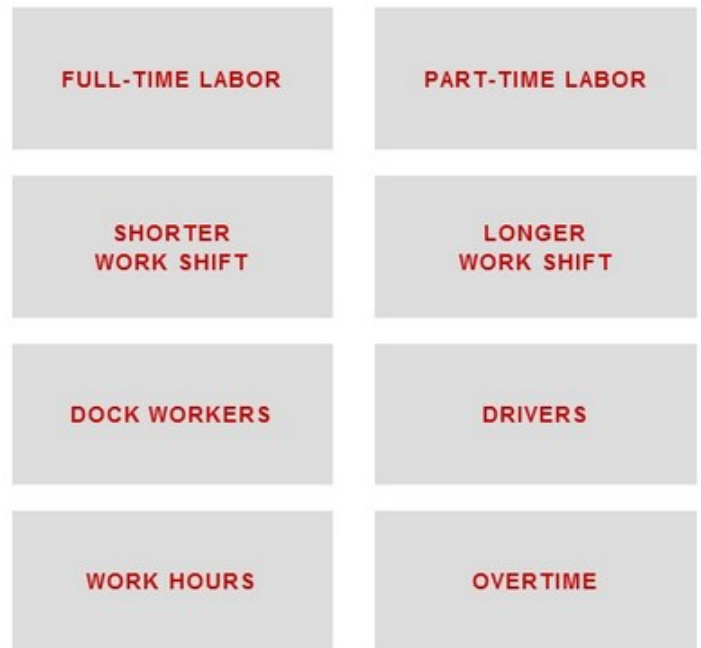 FULL-TIME LABOR
PART-TIME LABOR
SHORTER
WORK SHIFT
LONGER
WORK SHIFT
DOCK WORKERS
DRIVERS
WORK HOURS
OVERTIME